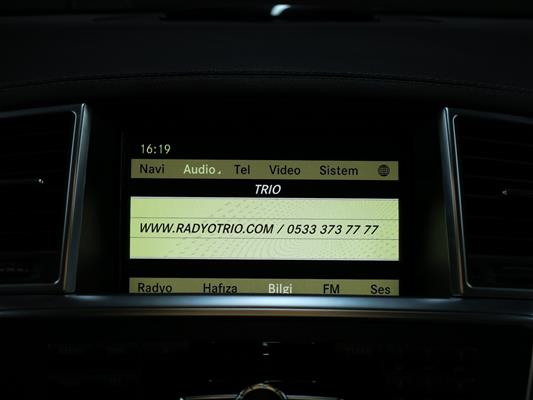 16:19
Navi Audio Tel Video Sistem
TRIO
WWW.RADYOTRIO.COM / 0533 373 77 77
Radyo Hafıza Bilgi FM Ses